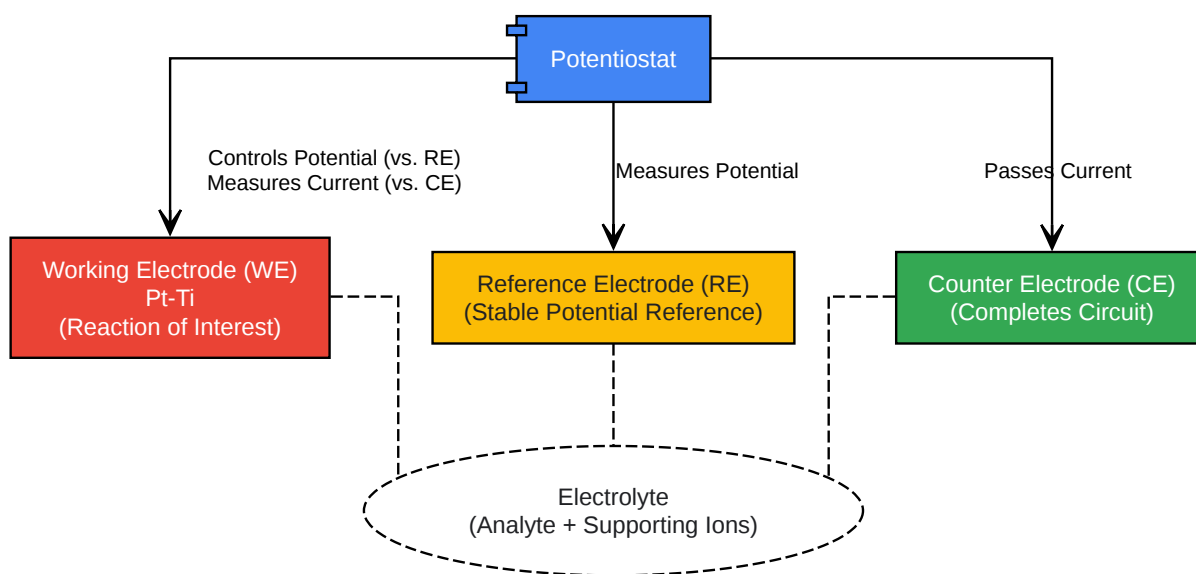 Potentiostat
Controls Potential (vs. RE)
Measures Current (vs. CE)
Measures Potential
Passes Current
Working Electrode (WE)
Pt-Ti
(Reaction of Interest)
Reference Electrode (RE)
(Stable Potential Reference)
Counter Electrode (CE)
(Completes Circuit)
Electrolyte
(Analyte + Supporting Ions)